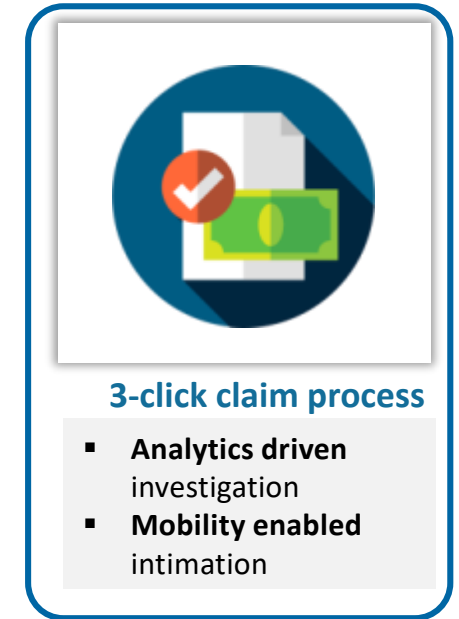 3-click claim process
▪ Analytics driven
investigation
▪ Mobility enabled
intimation